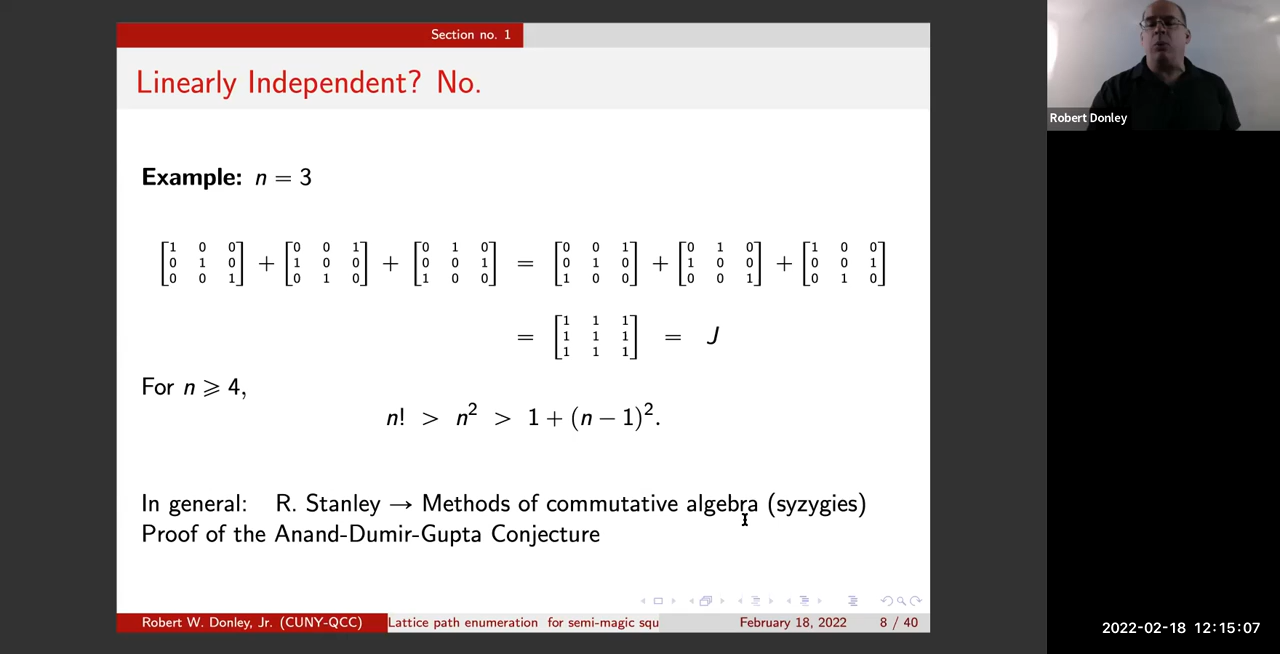 Section no. 1
Linearly Independent? No.
Example: n = 3
[1 0 0; 0 1 0; 0 0 1] + [0 0 1; 1 0 0; 0 1 0] + [0 1 0; 0 0 1; 1 0 0] = [0 0 1; 0 1 0; 1 0 0] + [0 1 0; 1 0 0; 0 0 1] + [1 0 0; 0 0 1; 0 1 0]
= [1 1 1; 1 1 1; 1 1 1] = J
For n ⩾ 4,
n! > n² > 1 + (n − 1)².
In general: R. Stanley → Methods of commutative algebra (syzygies)
Proof of the Anand-Dumir-Gupta Conjecture
Robert W. Donley, Jr. (CUNY-QCC) Lattice path enumeration for semi-magic squ February 18, 2022 8 / 40
Robert Donley
2022-02-18 12:15:07